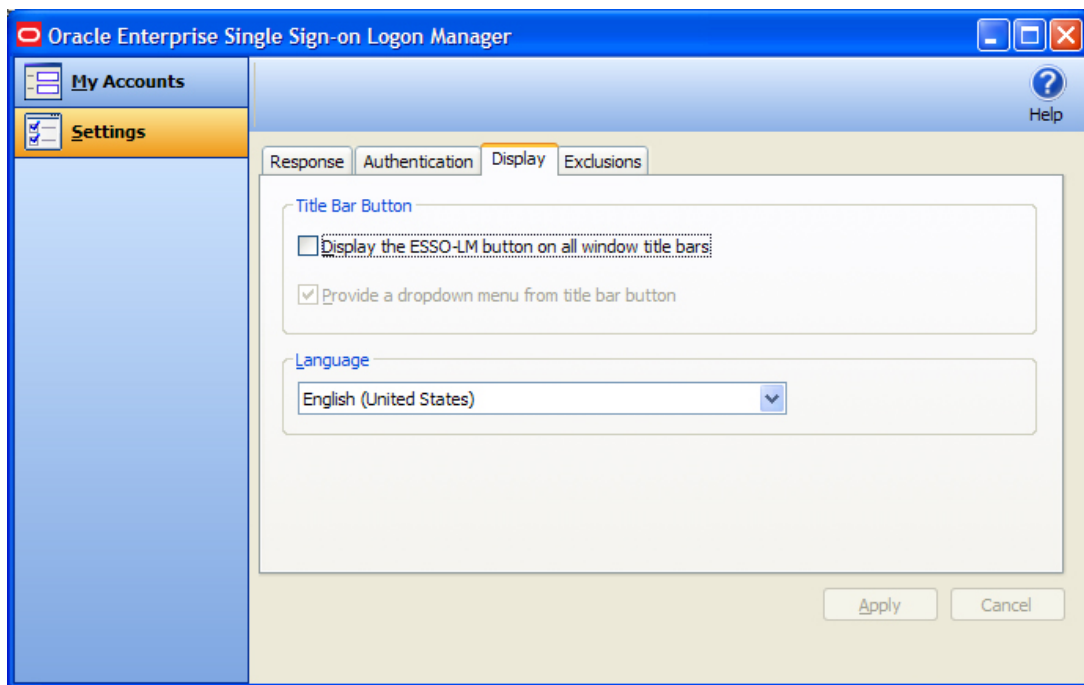 Oracle Enterprise Single Sign-on Logon Manager
My Accounts
Settings
Help
Response Authentication Display Exclusions
Title Bar Button
Display the ESSO-LM button on all window title bars
Provide a dropdown menu from title bar button
Language
English (United States)
Apply Cancel